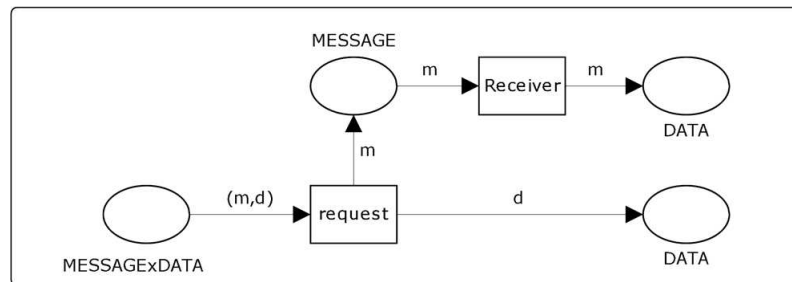 MESSAGE
m
Receiver
m
DATA
m
(m,d)
request
d
MESSAGExDATA
DATA